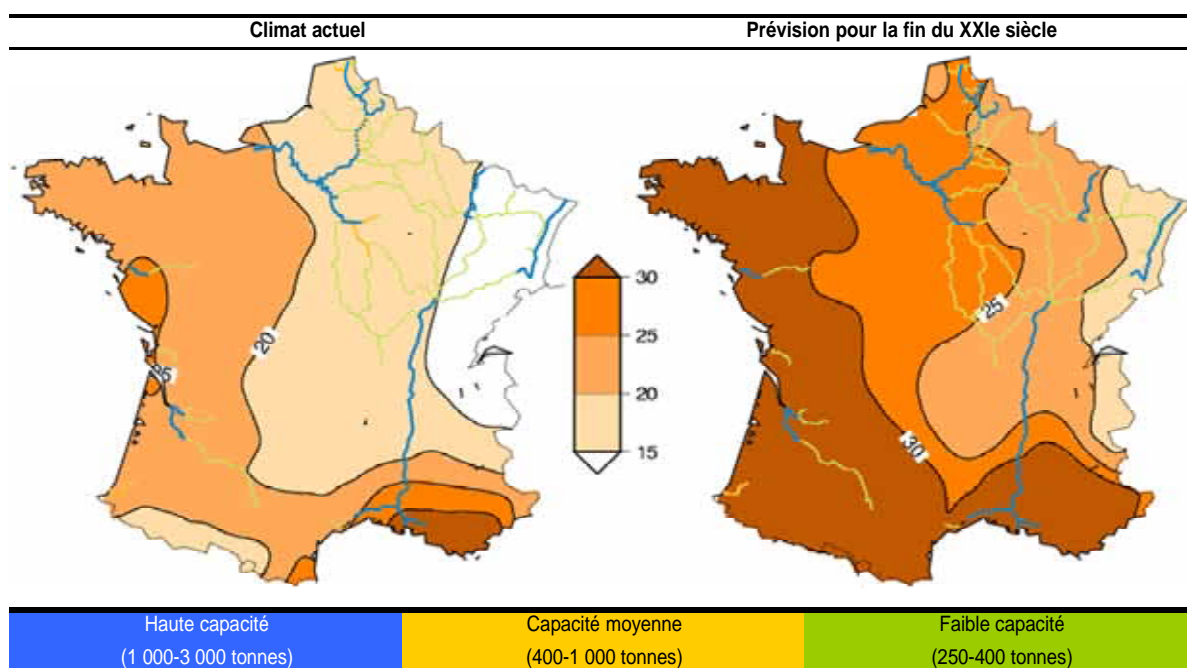 Climat actuel
Prévision pour la fin du XXIe siècle
20
25
30
25
20
15
25
30
Haute capacité
(1 000-3 000 tonnes)
Capacité moyenne
(400-1 000 tonnes)
Faible capacité
(250-400 tonnes)